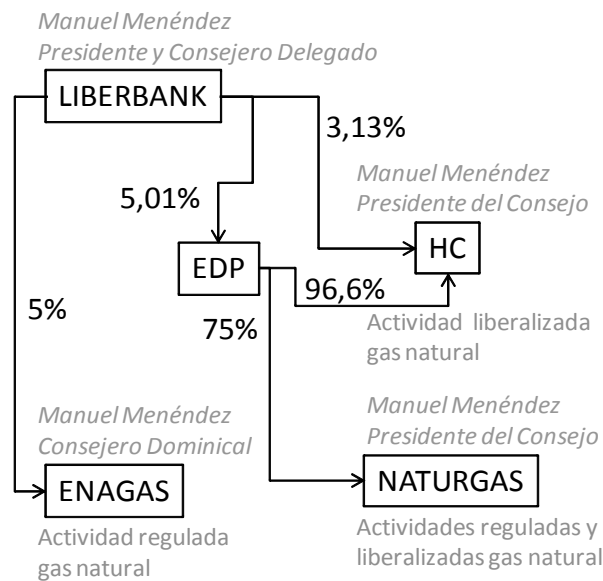 Manuel Menéndez
Presidente y Consejero Delegado
LIBERBANK
3,13%
Manuel Menéndez
Presidente del Consejo
5,01%
HC
EDP
96,6%
5%
75%
Actividad liberalizada
gas natural
Manuel Menéndez
Consejero Dominical
Manuel Menéndez
Presidente del Consejo
ENAGAS
NATURGAS
Actividad regulada
gas natural
Actividades reguladas y
liberalizadas gas natural